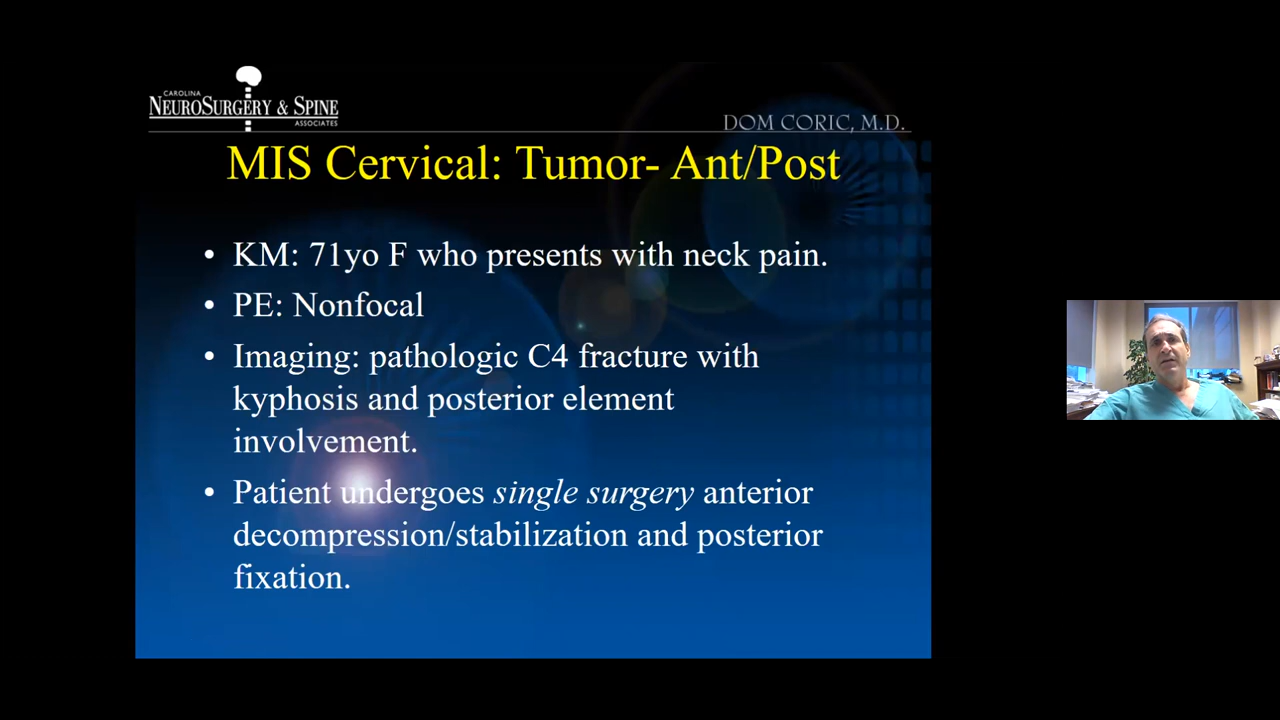 CAROLINA
NEUROSURGERY & SPINE
ASSOCIATES
DOM CORIC, M.D.
MIS Cervical: Tumor- Ant/Post
• KM: 71yo F who presents with neck pain.
• PE: Nonfocal
• Imaging: pathologic C4 fracture with
kyphosis and posterior element
involvement.
• Patient undergoes single surgery anterior
decompression/stabilization and posterior
fixation.